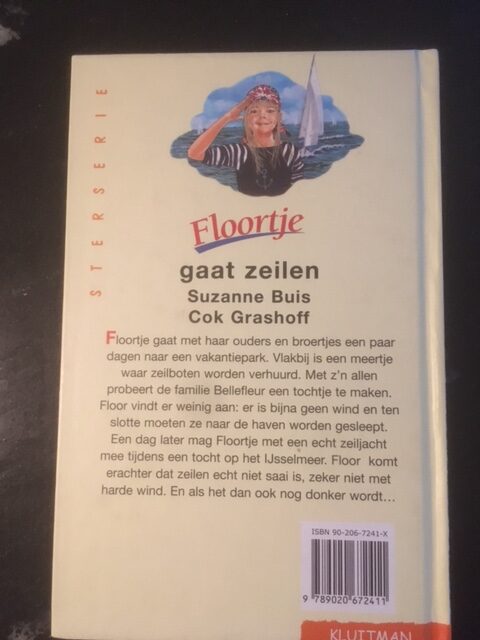 STERSERIE
Floortje
gaat zeilen
Suzanne Buis
Cok Grashoff
Floortje gaat met haar ouders en broertjes een paar
dagen naar een vakantiepark. Vlakbij is een meertje
waar zeilboten worden verhuurd. Met z'n allen
probeert de familie Bellefleur een tochtje te maken.
Floor vindt er weinig aan: er is bijna geen wind en ten
slotte moeten ze naar de haven worden gesleept.
Een dag later mag Floortje met een echt zeiljacht
mee tijdens een tocht op het IJsselmeer. Floor komt
erachter dat zeilen echt niet saai is, zeker niet met
harde wind. En als het dan ook nog donker wordt...
ISBN 90-206-7241-X
9 789020 672411
KLUITMAN